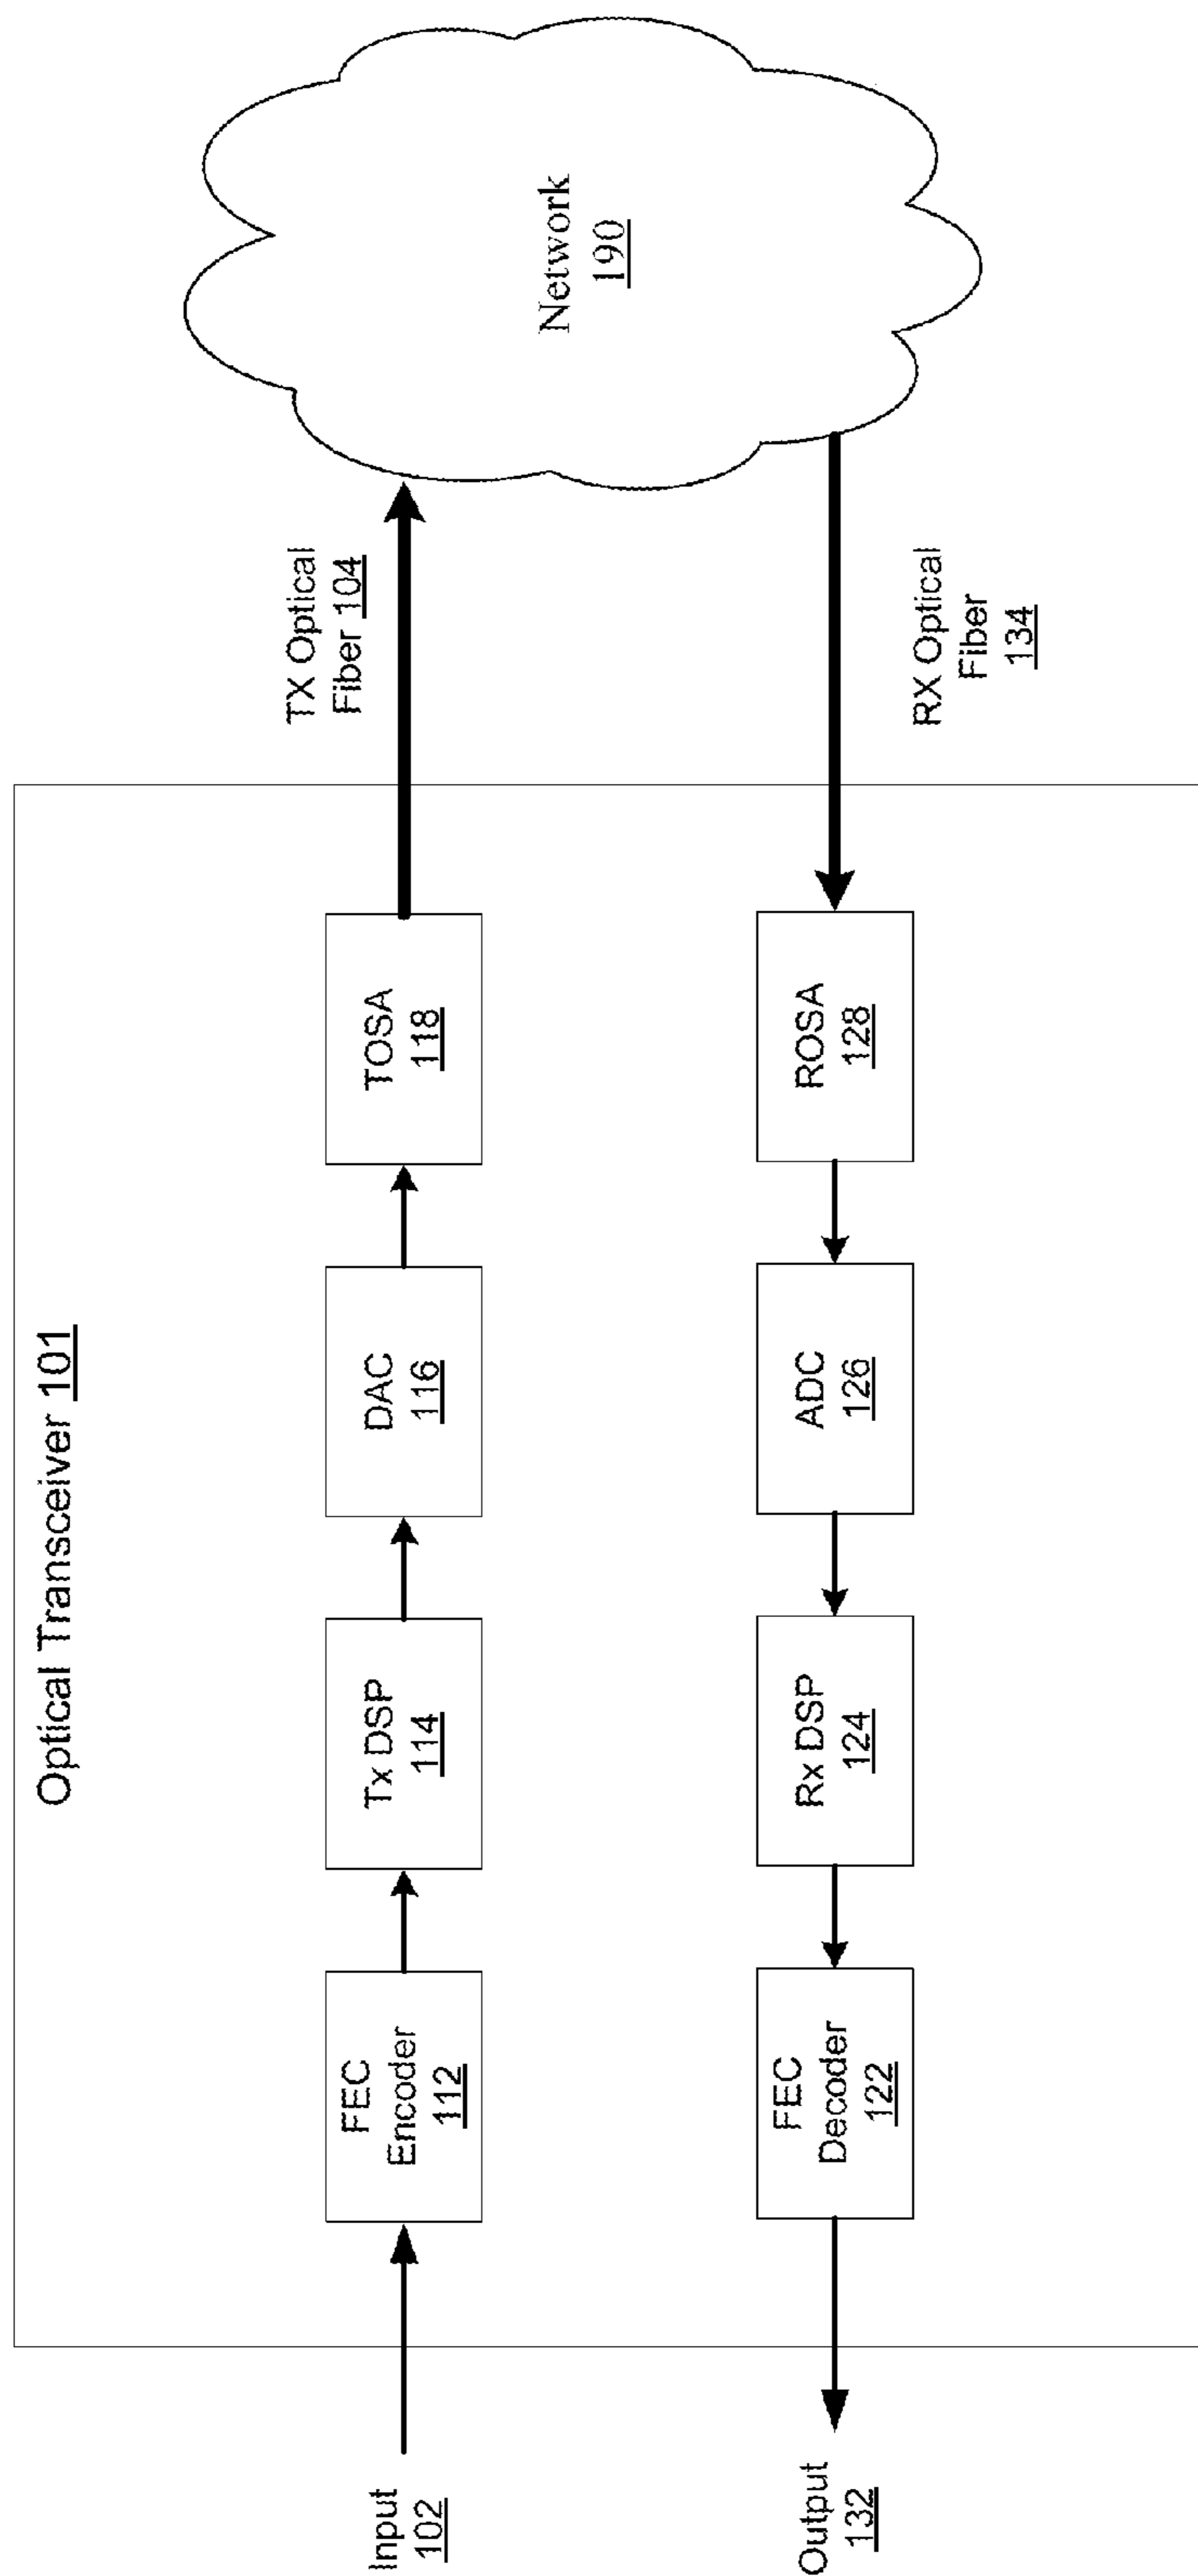 Optical Transceiver 101
Input
102
FEC
Encoder
112
Tx DSP
114
DAC
116
TOSA
118
TX Optical
Fiber 104
Network
190
Output
132
FEC
Decoder
122
Rx DSP
124
ADC
126
ROSA
128
RX Optical
Fiber
134